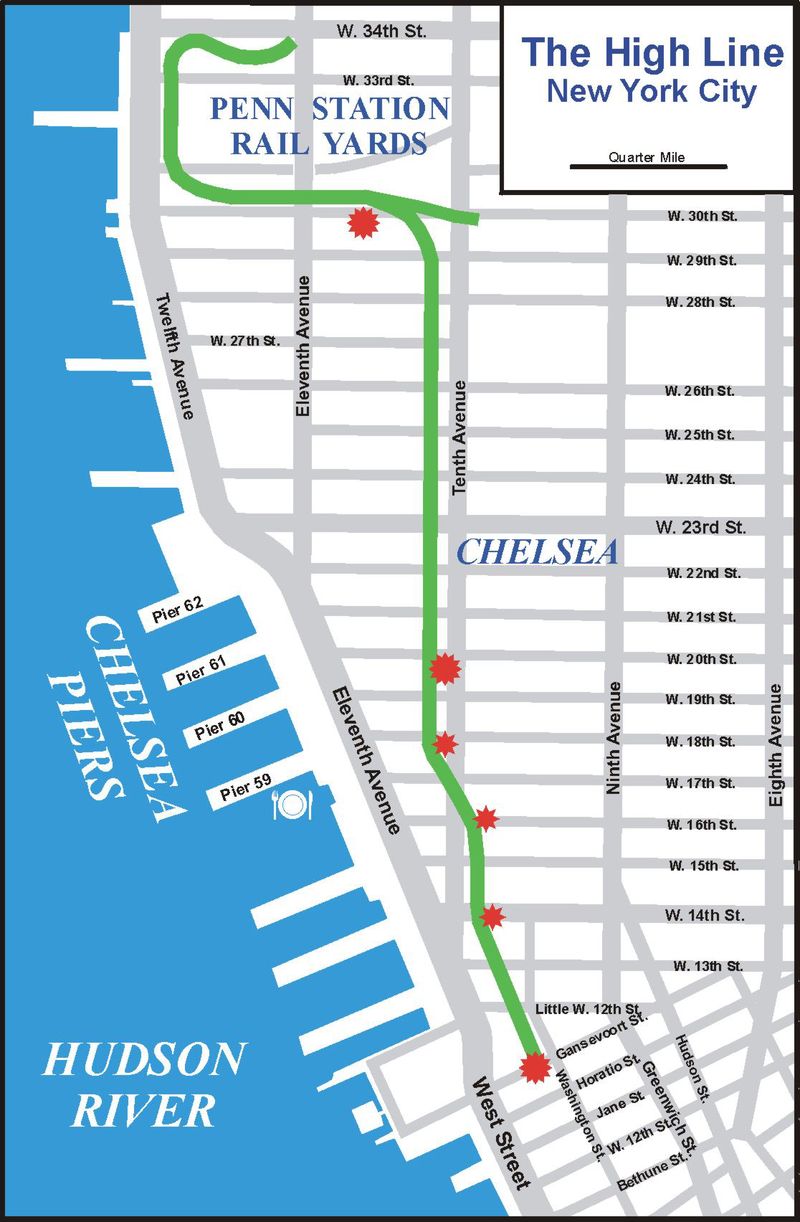 The High Line
New York City
Quarter Mile
W. 34th St.
W. 33rd St.
PENN STATION
RAIL YARDS
W. 30th St.
W. 29th St.
W. 28th St.
W. 27th St.
Twelfth Avenue
Eleventh Avenue
Tenth Avenue
W. 26th St.
W. 25th St.
W. 24th St.
W. 23rd St.
CHELSEA
W. 22nd St.
W. 21st St.
W. 20th St.
W. 19th St.
W. 18th St.
W. 17th St.
W. 16th St.
W. 15th St.
W. 14th St.
W. 13th St.
Ninth Avenue
Eighth Avenue
Eleventh Avenue
Pier 62
Pier 61
Pier 60
Pier 59
CHELSEA
PIERS
HUDSON
RIVER
Little W. 12th St.
Gansevoort St.
Horatio St.
Jane St.
W. 12th St.
Bethune St.
Washington St.
Greenwich St.
Hudson St.
West Street